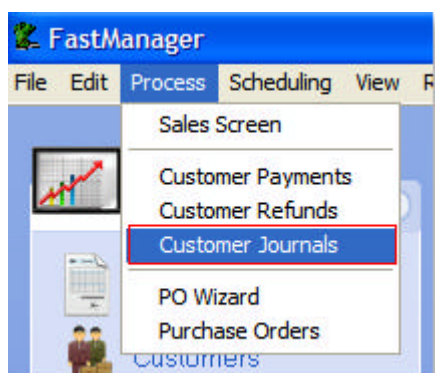 FastManager
File Edit Process Scheduling View
Sales Screen
Customer Payments
Customer Refunds
Customer Journals
PO Wizard
Purchase Orders
Customers